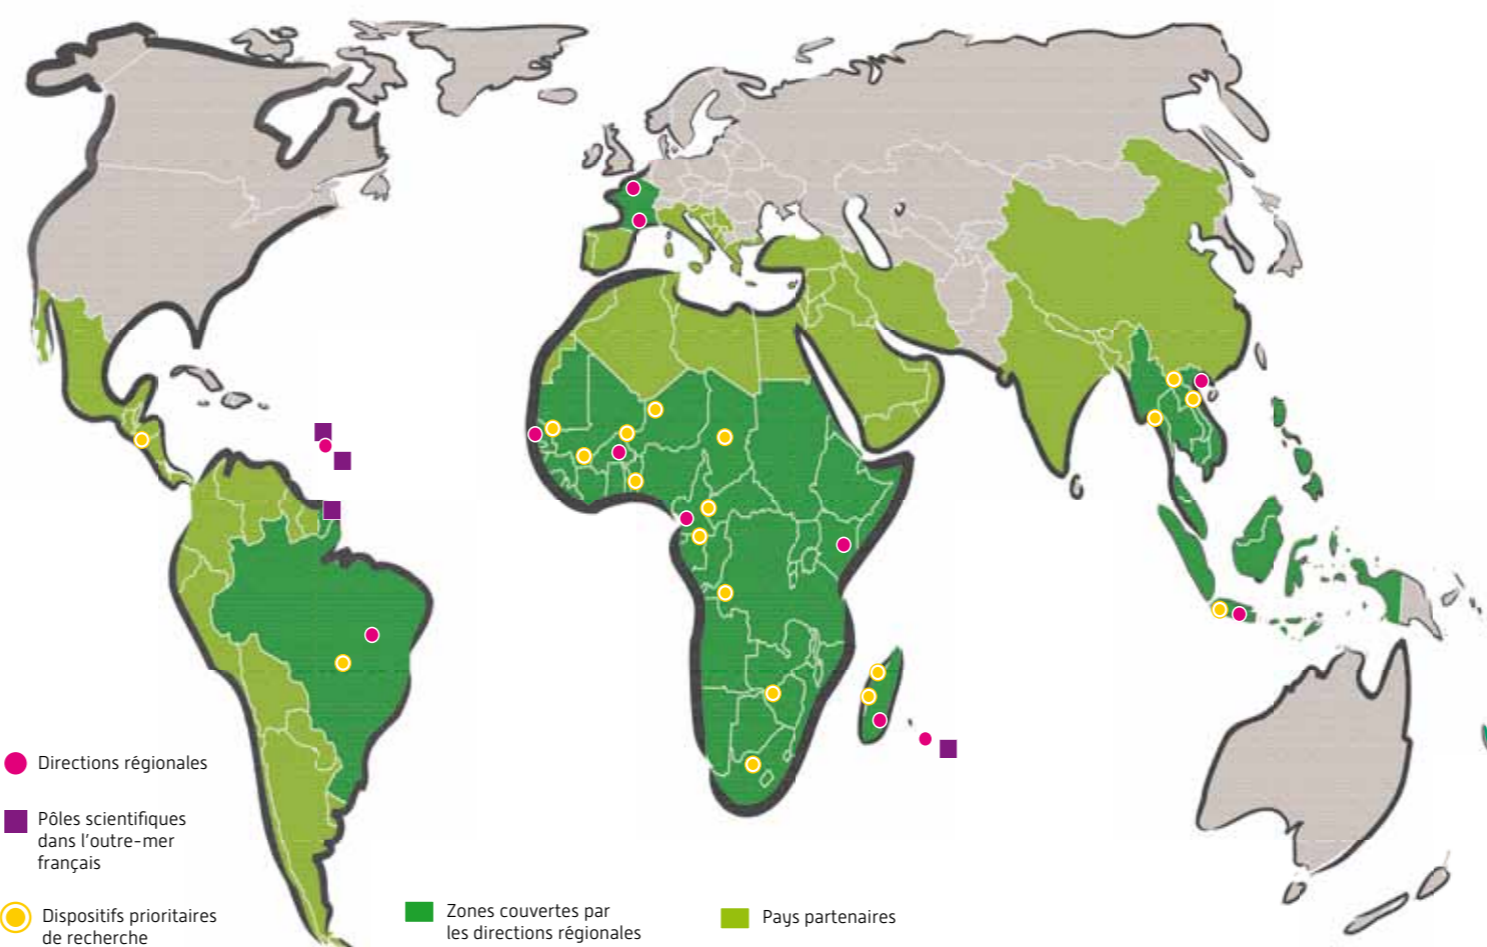 Directions régionales
Pôles scientifiques
dans l'outre-mer
français
Dispositifs prioritaires
de recherche
Zones couvertes par
les directions régionales
Pays partenaires